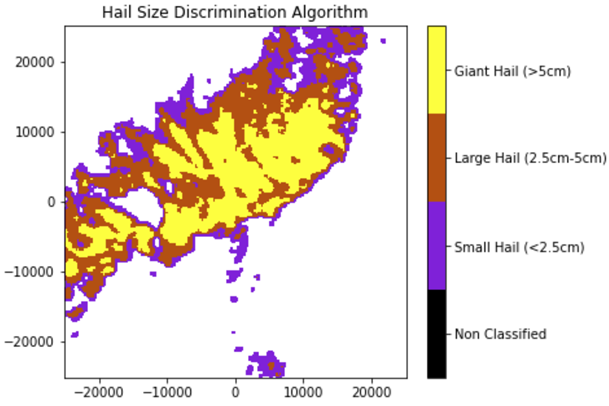 Hail Size Discrimination Algorithm
20000
10000
0
−10000
−20000
−20000 −10000 0 10000 20000
Giant Hail (>5cm)
Large Hail (2.5cm-5cm)
Small Hail (<2.5cm)
Non Classified